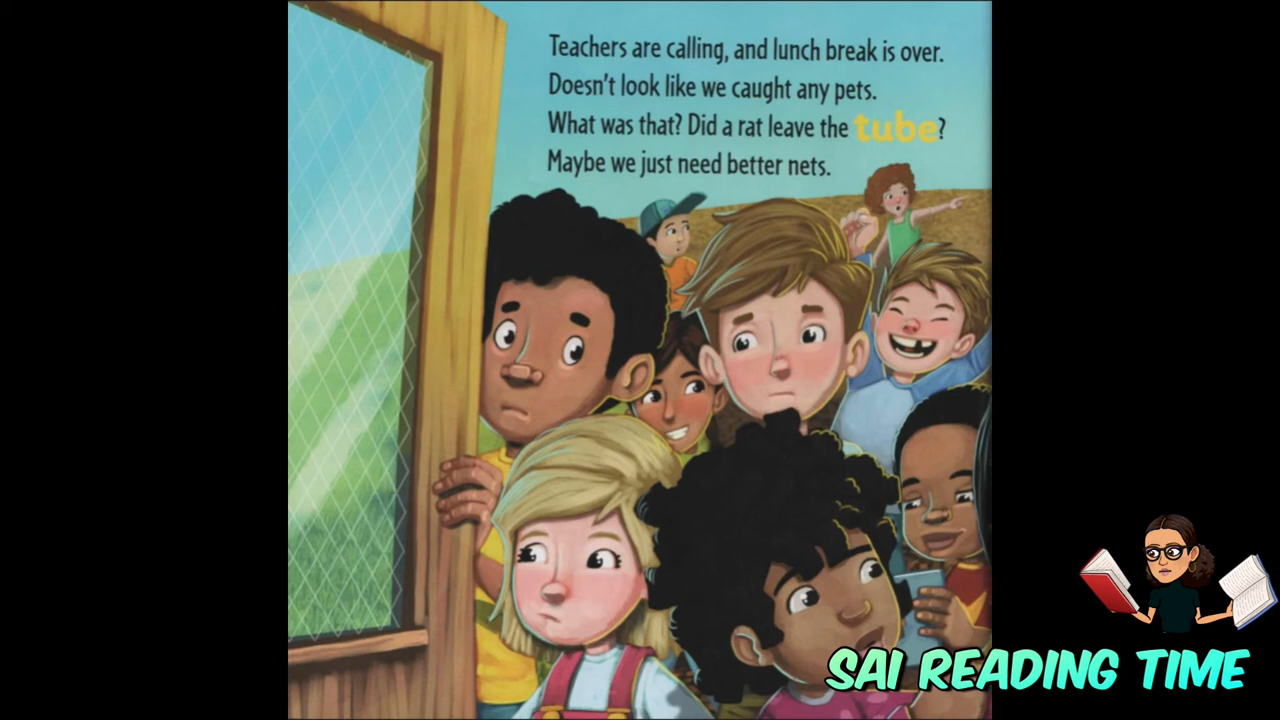 Teachers are calling, and lunch break is over.
Doesn't look like we caught any pets.
What was that? Did a rat leave the tube?
Maybe we just need better nets.
SAI READING TIME